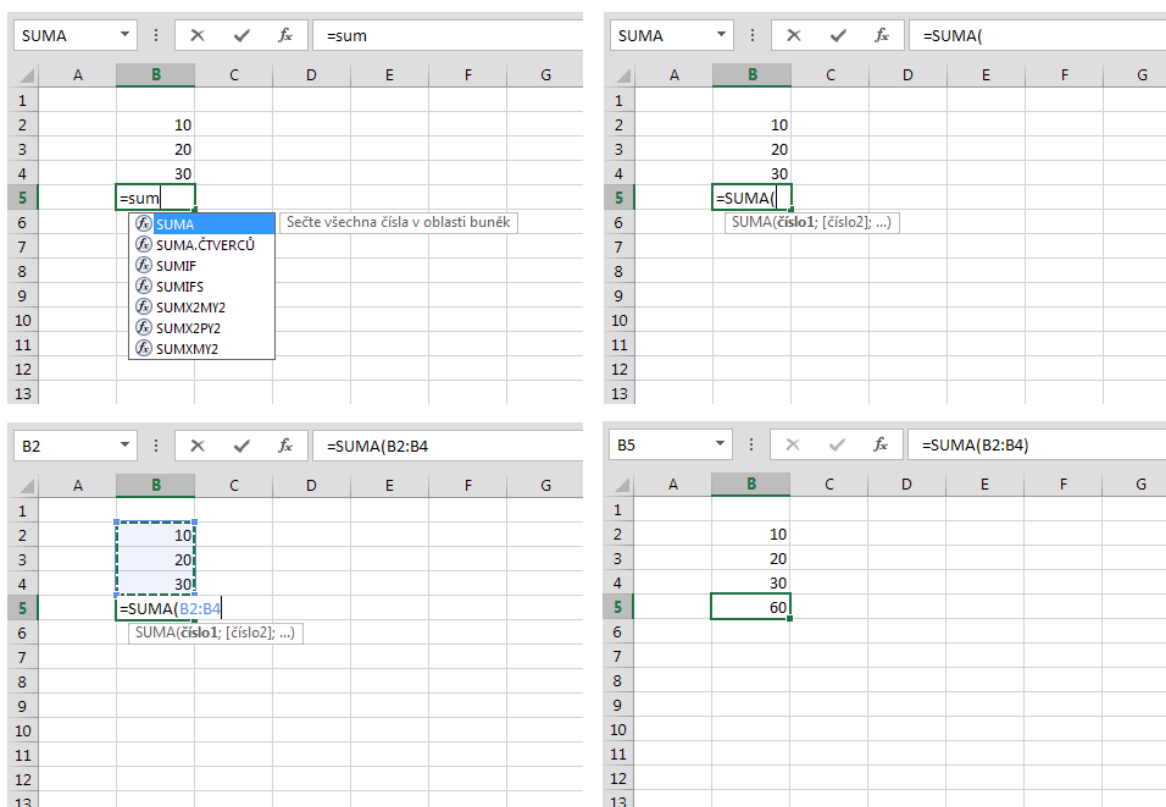 SUMA =sum
A B C D E F G
1
2 10
3 20
4 30
5 =sum
6 SUMA Sečte všechna čísla v oblasti buněk
7 SUMA.ČTVERCŮ
8 SUMIF
9 SUMIFS
10 SUMX2MY2
11 SUMX2PY2
12 SUMXMY2
13
SUMA =SUMA(
A B C D E F G
1
2 10
3 20
4 30
5 =SUMA(
6 SUMA(číslo1; [číslo2]; ...)
7
8
9
10
11
12
13
B2 =SUMA(B2:B4
A B C D E F G
1
2 10
3 20
4 30
5 =SUMA(B2:B4
6 SUMA(číslo1; [číslo2]; ...)
7
8
9
10
11
12
13
B5 =SUMA(B2:B4)
A B C D E F G
1
2 10
3 20
4 30
5 60
6
7
8
9
10
11
12
13